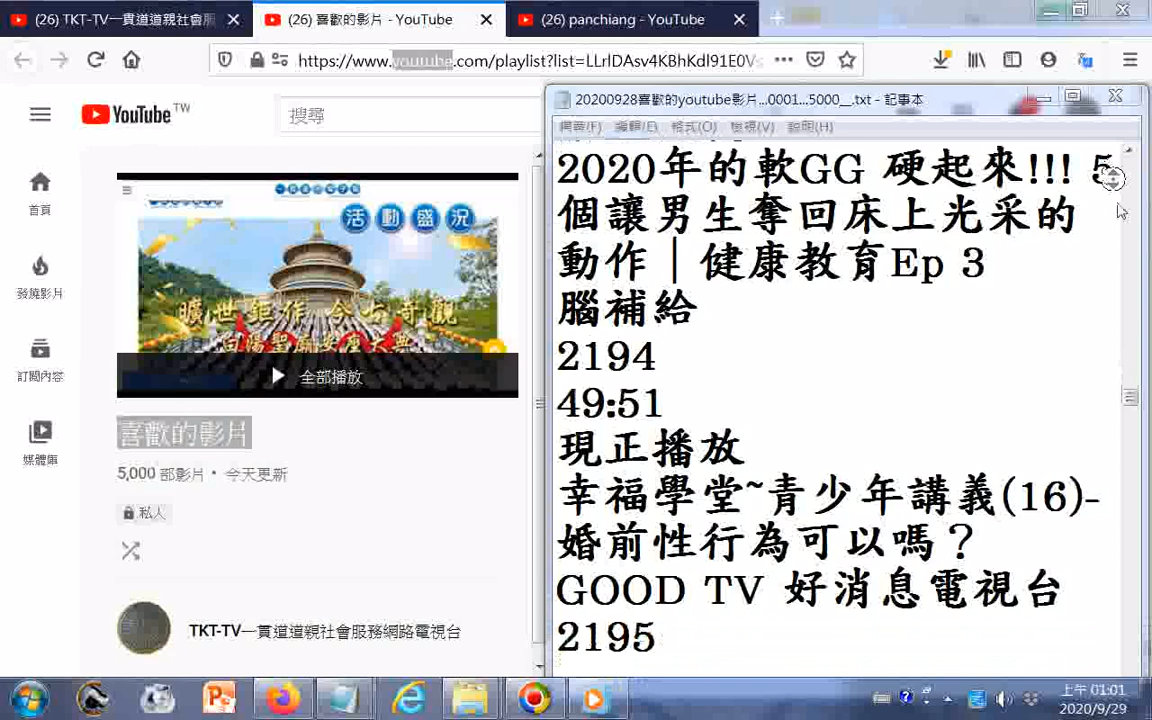 (26) TKT-TV一貫道道親社會服
(26) 喜歡的影片 - YouTube
(26) panchiang - YouTube
https://www.youtube.com/playlist?list=LLrlDAsv4KBhKdl91E0Vs
YouTube TW
搜尋
首頁
發燒影片
訂閱內容
媒體庫
活動盛況
曠世鉅作 今古奇觀
全部播放
喜歡的影片
5,000 部影片・今天更新
私人
TKT-TV一貫道道親社會服務網路電視台
20200928喜歡的youtube影片...0001...5000__.txt - 記事本
檔案(F) 編輯(E) 格式(O) 檢視(V) 說明(H)
2020年的軟GG 硬起來!!! 5
個讓男生奪回床上光采的
動作｜健康教育Ep 3
腦補給
2194
49:51
現正播放
幸福學堂~青少年講義(16)-
婚前性行為可以嗎？
GOOD TV 好消息電視台
2195
上午 01:01
2020/9/29